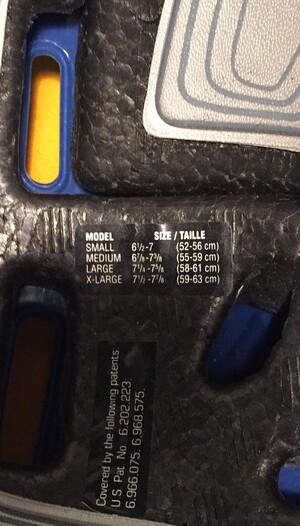 MODEL SIZE / TAILLE
SMALL 6½-7 (52-56 cm)
MEDIUM 6⅞-7⅜ (55-59 cm)
LARGE 7¼-7⅝ (58-61 cm)
X-LARGE 7½-7⅞ (59-63 cm)
Covered by the following patents:
U S Pat. No. 6.202.223;
6.966.075; 6.968.575.